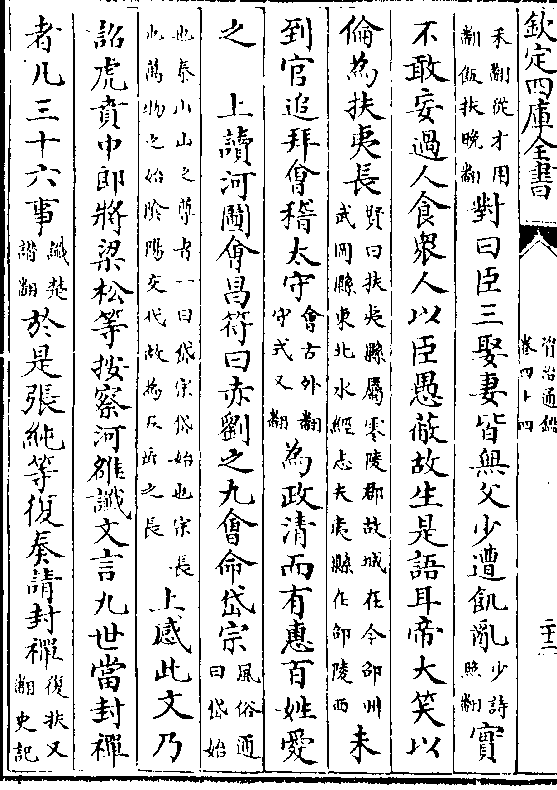 欽定四庫全書
資治通鑑
卷四十四
二十二
禾翻從才用翻飯扶晚翻對曰臣三娶妻皆無父少遭飢亂少詩照翻實
不敢妄過人食衆人以臣愚蔽故生是語耳帝大笑以
倫為扶夷長賢曰扶夷縣屬零陵郡故城在今邵州武岡縣東北水經志夫夷縣在邵陵西未
到官追拜會稽太守會古外翻守式又翻為政清而有惠百姓愛
之　上讀河圖會昌符曰赤劉之九會命岱宗風俗通曰岱始
也泰山山之尊者一曰岱宗岱始也宗長也萬物之始陰陽交代故為五嶽之長上感此文乃
詔虎賁中郎將梁松等按察河雒讖文言九世當封禪
者凡三十六事讖楚譖翻於是張純等復奏請封禪復扶又翻史記